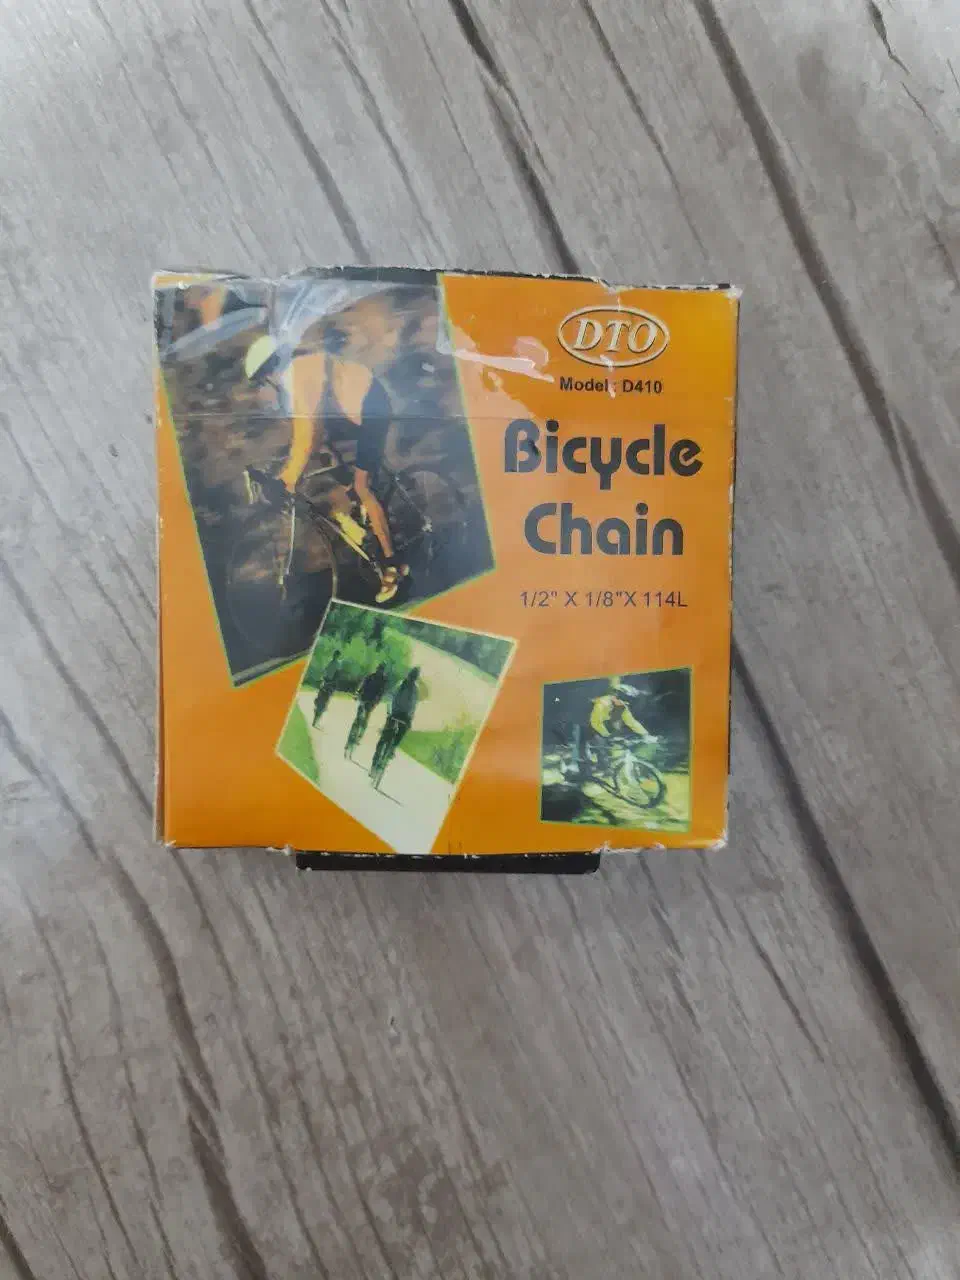 DTO
Model : D410
Bicycle
Chain
1/2" X 1/8"X 114L